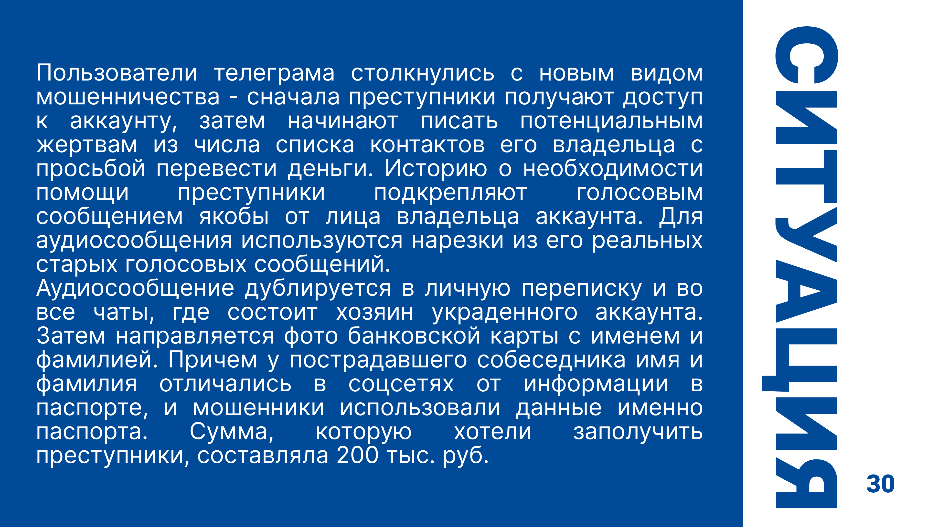 Пользователи телеграма столкнулись с новым видом
мошенничества - сначала преступники получают доступ
к аккаунту, затем начинают писать потенциальным
жертвам из числа списка контактов его владельца с
просьбой перевести деньги. Историю о необходимости
помощи преступники подкрепляют голосовым
сообщением якобы от лица владельца аккаунта. Для
аудиосообщения используются нарезки из его реальных
старых голосовых сообщений.
Аудиосообщение дублируется в личную переписку и во
все чаты, где состоит хозяин украденного аккаунта.
Затем направляется фото банковской карты с именем и
фамилией. Причем у пострадавшего собеседника имя и
фамилия отличались в соцсетях от информации в
паспорте, и мошенники использовали данные именно
паспорта. Сумма, которую хотели заполучить
преступники, составляла 200 тыс. руб.
СИТУАЦИЯ
30